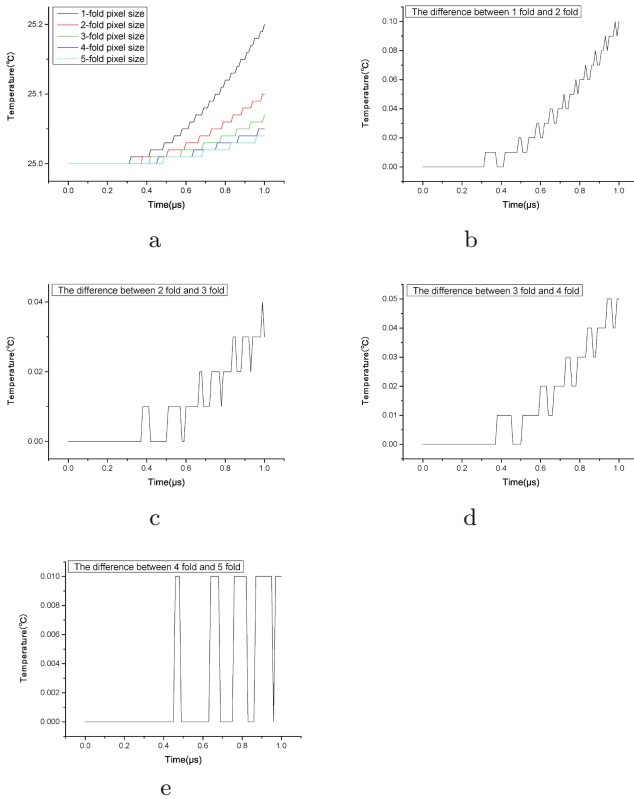 1-fold pixel size
2-fold pixel size
3-fold pixel size
4-fold pixel size
5-fold pixel size
25.2
25.1
25.0
Temperature(°C)
0.0 0.2 0.4 0.6 0.8 1.0
Time(µs)
a
The difference between 1 fold and 2 fold
0.10
0.08
0.06
0.04
0.02
0.00
Temperature(°C)
0.0 0.2 0.4 0.6 0.8 1.0
Time(µs)
b
The difference between 2 fold and 3 fold
0.04
0.02
0.00
Temperature(°C)
0.0 0.2 0.4 0.6 0.8 1.0
Time(µs)
c
The difference between 3 fold and 4 fold
0.05
0.04
0.03
0.02
0.01
0.00
Temperature(°C)
0.0 0.2 0.4 0.6 0.8 1.0
Time(µs)
d
The difference between 4 fold and 5 fold
0.010
0.008
0.006
0.004
0.002
0.000
Temperature(°C)
0.0 0.2 0.4 0.6 0.8 1.0
Time(µs)
e